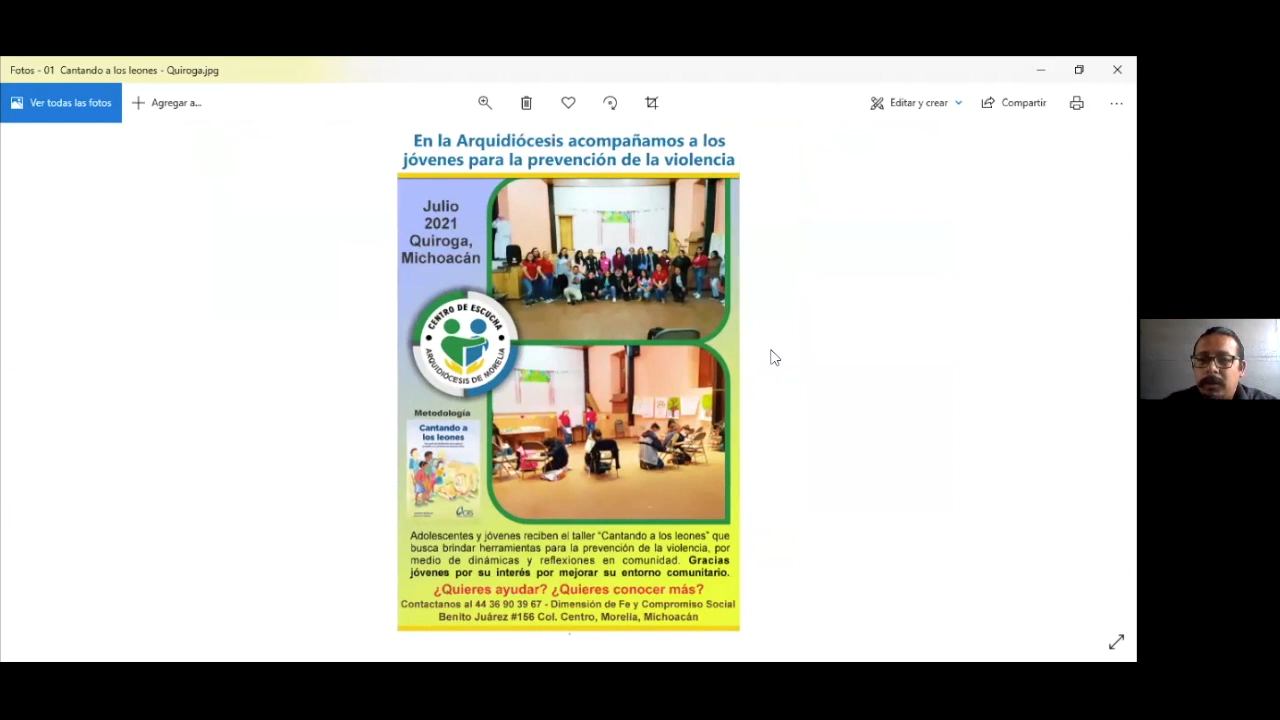 Fotos - 01 Cantando a los leones - Quiroga.jpg
Ver todas las fotos
Agregar a...
Editar y crear
Compartir
En la Arquidiócesis acompañamos a los
jóvenes para la prevención de la violencia
Julio
2021
Quiroga,
Michoacán
CENTRO DE ESCUCHA
ARQUIDIÓCESIS DE MORELIA
Metodología
Cantando a
los leones
CRS
Adolescentes y jóvenes reciben el taller "Cantando a los leones" que
busca brindar herramientas para la prevención de la violencia, por
medio de dinámicas y reflexiones en comunidad. Gracias
jóvenes por su interés por mejorar su entorno comunitario.
¿Quieres ayudar? ¿Quieres conocer más?
Contactanos al 44 36 90 39 67 - Dimensión de Fe y Compromiso Social
Benito Juárez #156 Col. Centro, Morelia, Michoacán